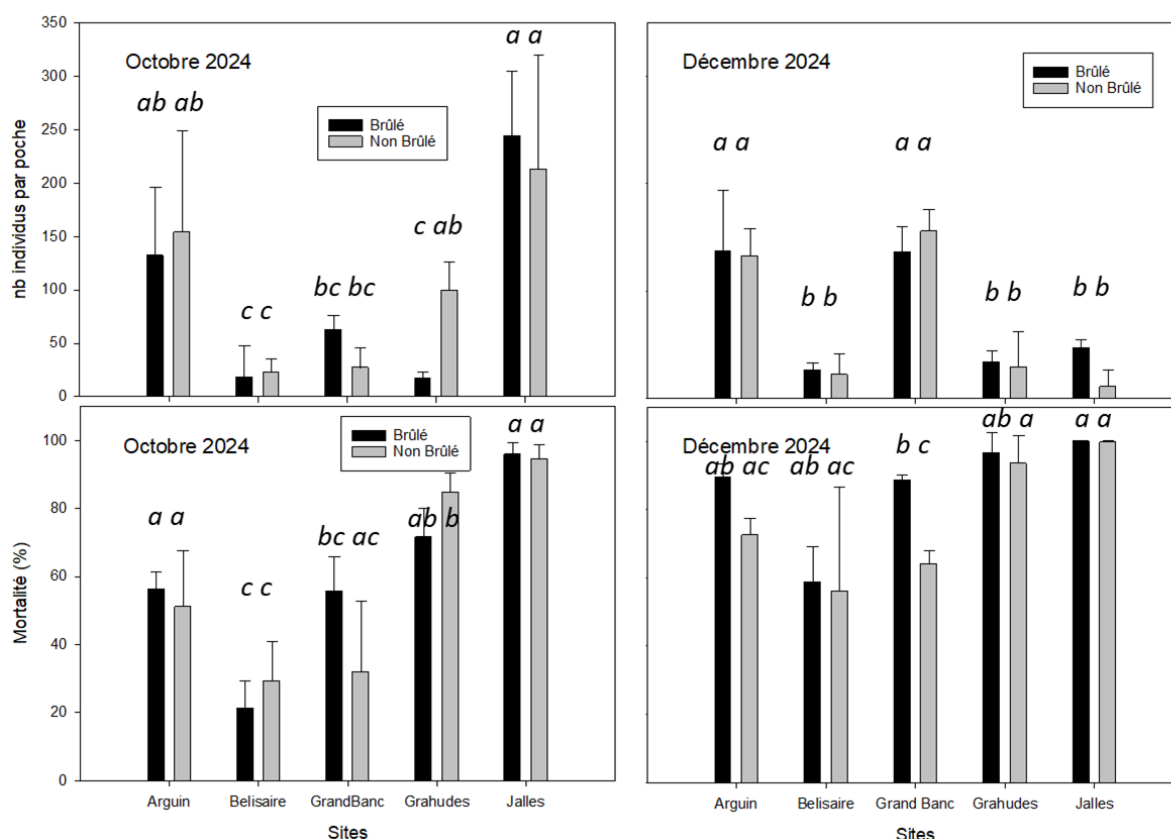 350
300
250
200
150
100
50
0
nb individus par poche
Octobre 2024
Brûlé
Non Brûlé
ab ab
c c
bc bc
c ab
a a
Décembre 2024
Brûlé
Non Brûlé
a a
b b
a a
b b
b b
100
80
60
40
20
0
Mortalité (%)
Octobre 2024
Brûlé
Non Brûlé
a a
c c
bc ac
ab b
a a
Arguin Belisaire GrandBanc Grahudes Jalles
Sites
Décembre 2024
ab ac
ab ac
b c
ab a
a a
Arguin Belisaire Grand Banc Grahudes Jalles
Sites